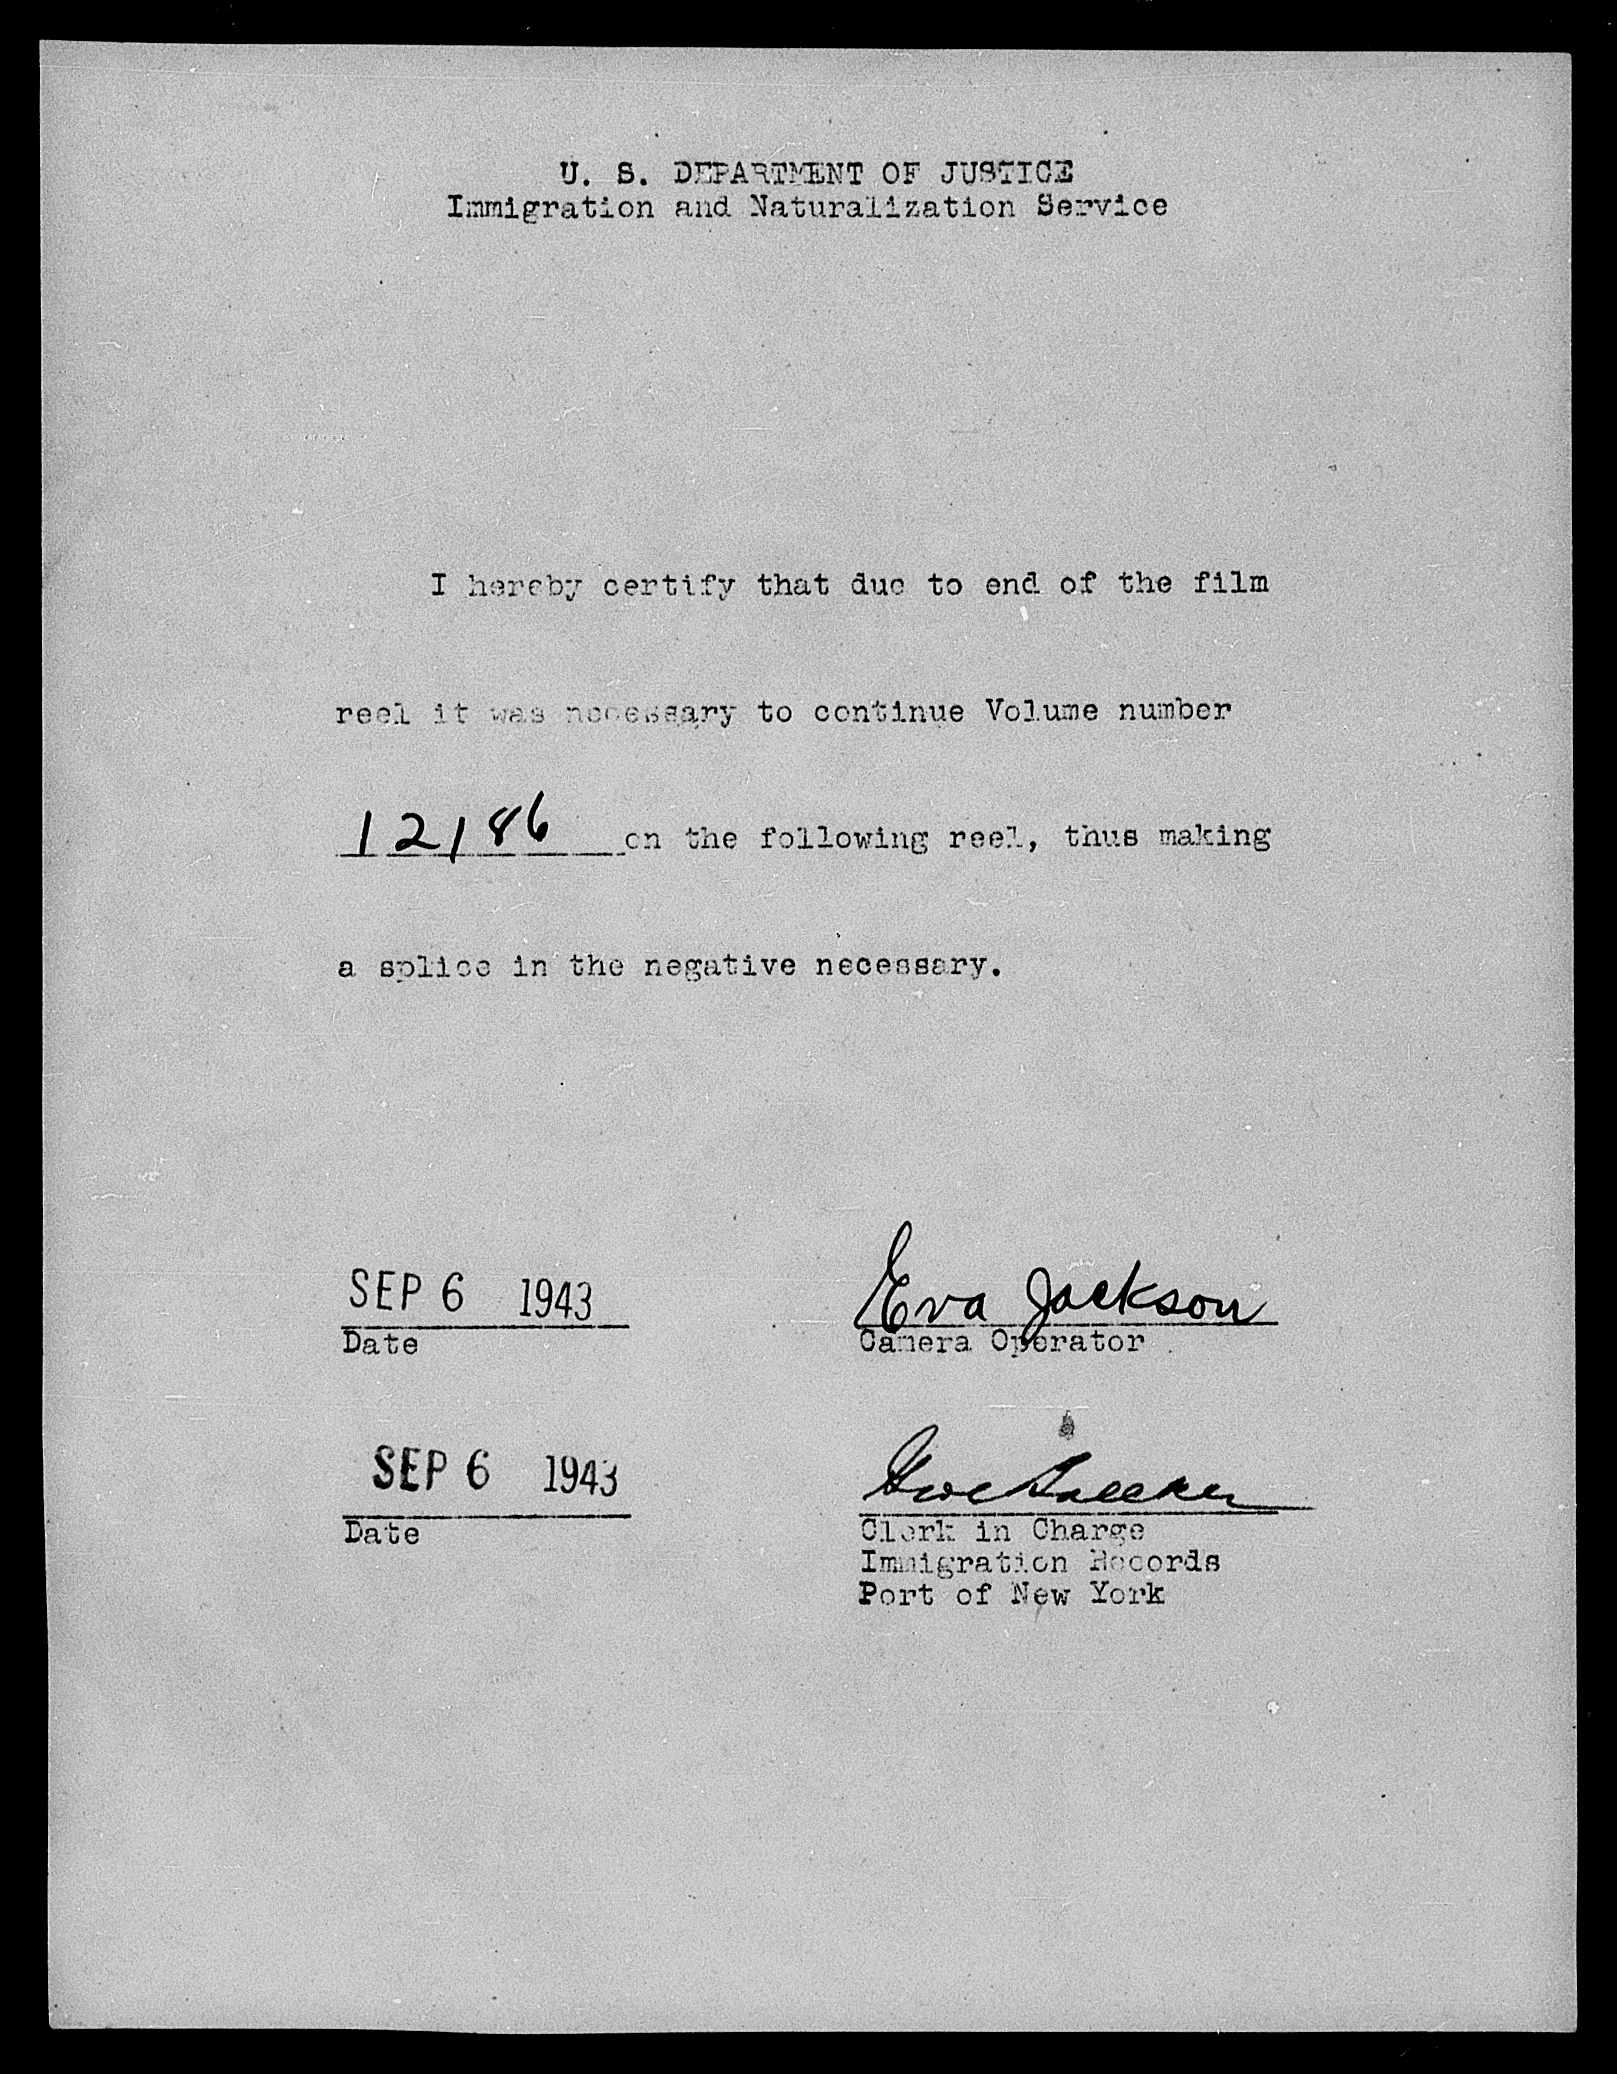 U. S. DEPARTMENT OF JUSTICE
Immigration and Naturalization Service
I hereby certify that due to end of the film
reel it was necessary to continue Volume number
12186 on the following reel, thus making
a splice in the negative necessary.
SEP 6 1943
Date
Eva Jackson
Camera Operator
SEP 6 1943
Date
Clerk in Charge
Immigration Records
Port of New York